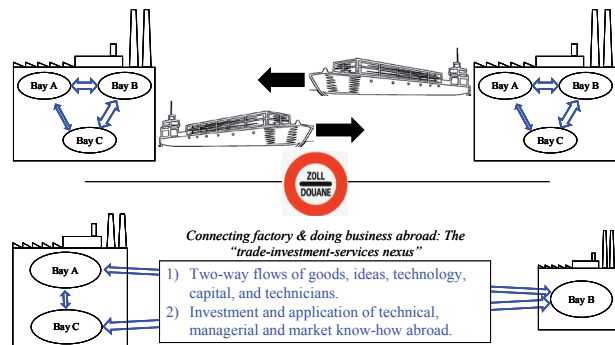 Bay A
Bay B
Bay C
Bay A
Bay B
Bay C
ZOLL
DOUANE
Connecting factory & doing business abroad: The
“trade-investment-services nexus”
Bay A
Bay C
1) Two-way flows of goods, ideas, technology,
capital, and technicians.
2) Investment and application of technical,
managerial and market know-how abroad.
Bay B